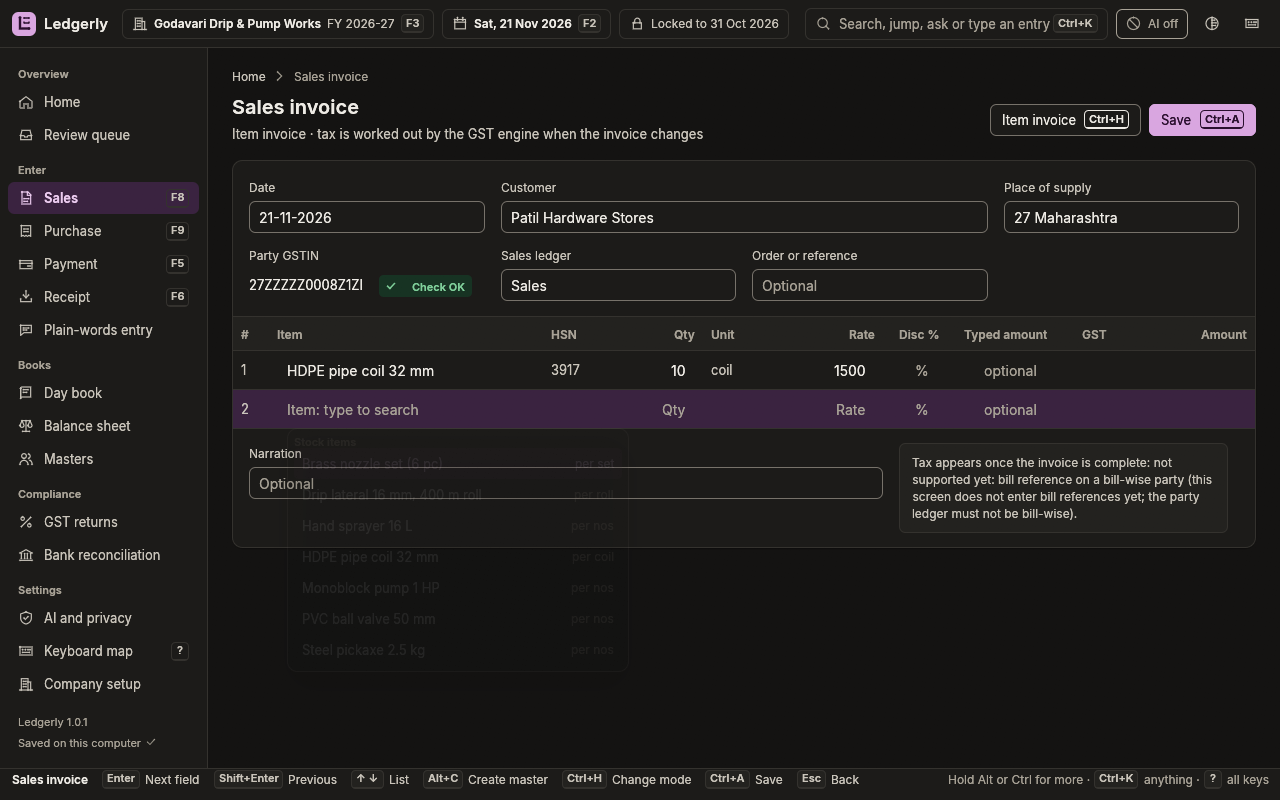 Ledgerly
Godavari Drip & Pump Works FY 2026-27 F3
Sat, 21 Nov 2026 F2
Locked to 31 Oct 2026
Search, jump, ask or type an entry Ctrl+K
AI off
Overview
Home
Review queue
Enter
Sales F8
Purchase F9
Payment F5
Receipt F6
Plain-words entry
Books
Day book
Balance sheet
Masters
Compliance
GST returns
Bank reconciliation
Settings
AI and privacy
Keyboard map ?
Company setup
Ledgerly 1.0.1
Saved on this computer
Home > Sales invoice
Sales invoice
Item invoice · tax is worked out by the GST engine when the invoice changes
Item invoice Ctrl+H
Save Ctrl+A
Date Customer Place of supply
21-11-2026 Patil Hardware Stores 27 Maharashtra
Party GSTIN Sales ledger Order or reference
27ZZZZZ0008Z1ZI Check OK Sales Optional
# Item HSN Qty Unit Rate Disc % Typed amount GST Amount
1 HDPE pipe coil 32 mm 3917 10 coil 1500 % optional
2 Item: type to search Qty Rate % optional
Stock items
Brass nozzle set (6 pc) per set
Drip lateral 16 mm, 400 m roll per roll
Hand sprayer 16 L per nos
HDPE pipe coil 32 mm per coil
Monoblock pump 1 HP per nos
PVC ball valve 50 mm per nos
Steel pickaxe 2.5 kg per nos
Narration
Optional
Tax appears once the invoice is complete: not
supported yet: bill reference on a bill-wise party (this
screen does not enter bill references yet; the party
ledger must not be bill-wise).
Sales invoice Enter Next field Shift+Enter Previous ↑ ↓ List Alt+C Create master Ctrl+H Change mode Ctrl+A Save Esc Back Hold Alt or Ctrl for more · Ctrl+K anything · ? all keys